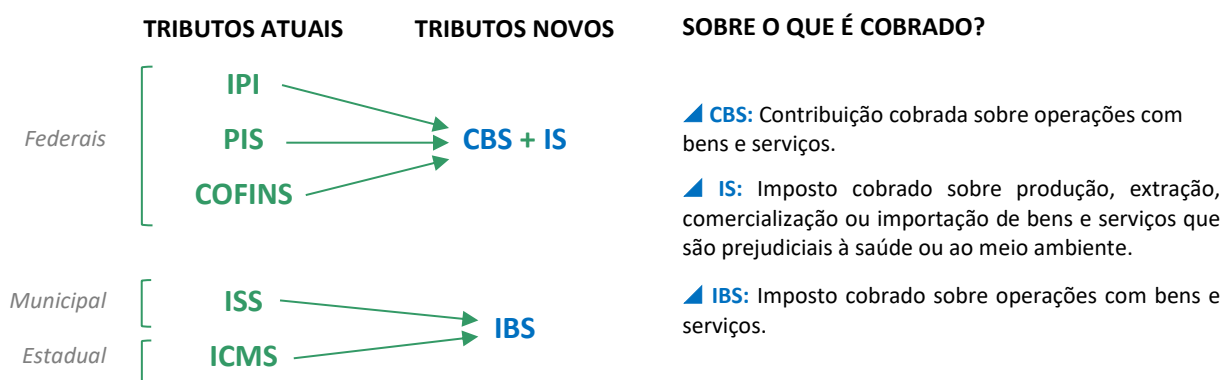 TRIBUTOS ATUAIS
TRIBUTOS NOVOS
SOBRE O QUE É COBRADO?
Federais
IPI
PIS
COFINS
CBS + IS
Municipal
ISS
Estadual
ICMS
IBS
CBS: Contribuição cobrada sobre operações com
bens e serviços.
IS: Imposto cobrado sobre produção, extração,
comercialização ou importação de bens e serviços que
são prejudiciais à saúde ou ao meio ambiente.
IBS: Imposto cobrado sobre operações com bens e
serviços.